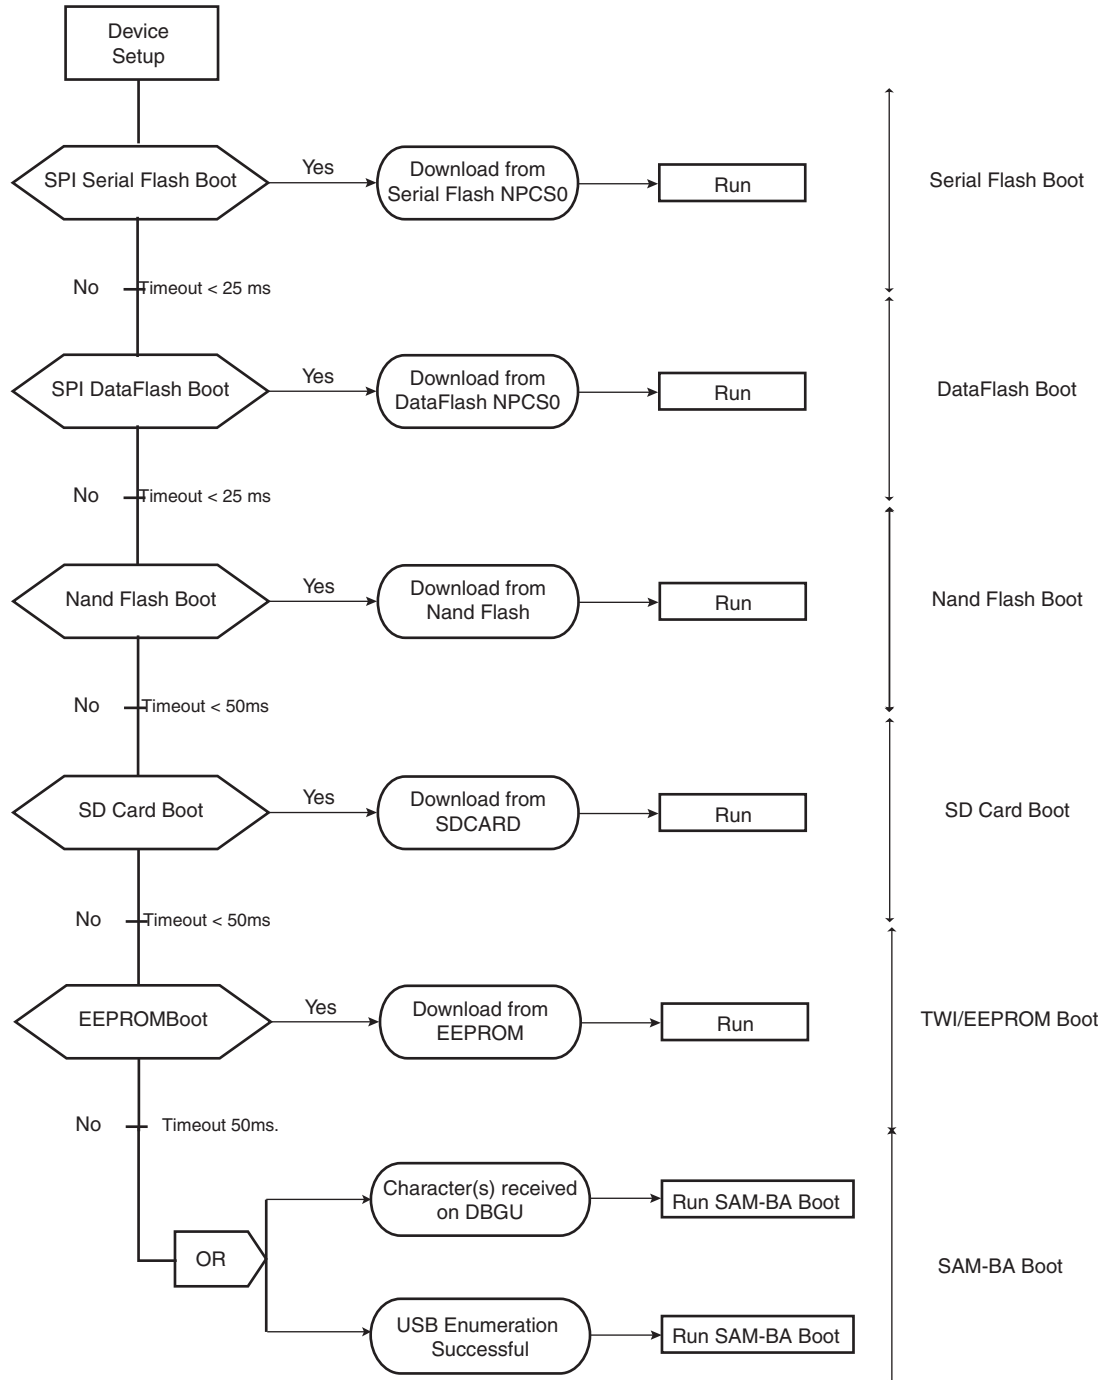 Device
Setup
SPI Serial Flash Boot
Yes
Download from
Serial Flash NPCS0
Run
Serial Flash Boot
No
Timeout < 25 ms
SPI DataFlash Boot
Yes
Download from
DataFlash NPCS0
Run
DataFlash Boot
No
Timeout < 25 ms
Nand Flash Boot
Yes
Download from
Nand Flash
Run
Nand Flash Boot
No
Timeout < 50ms
SD Card Boot
Yes
Download from
SDCARD
Run
SD Card Boot
No
Timeout < 50ms
EEPROMBoot
Yes
Download from
EEPROM
Run
TWI/EEPROM Boot
No
Timeout 50ms.
Character(s) received
on DBGU
Run SAM-BA Boot
OR
SAM-BA Boot
USB Enumeration
Successful
Run SAM-BA Boot